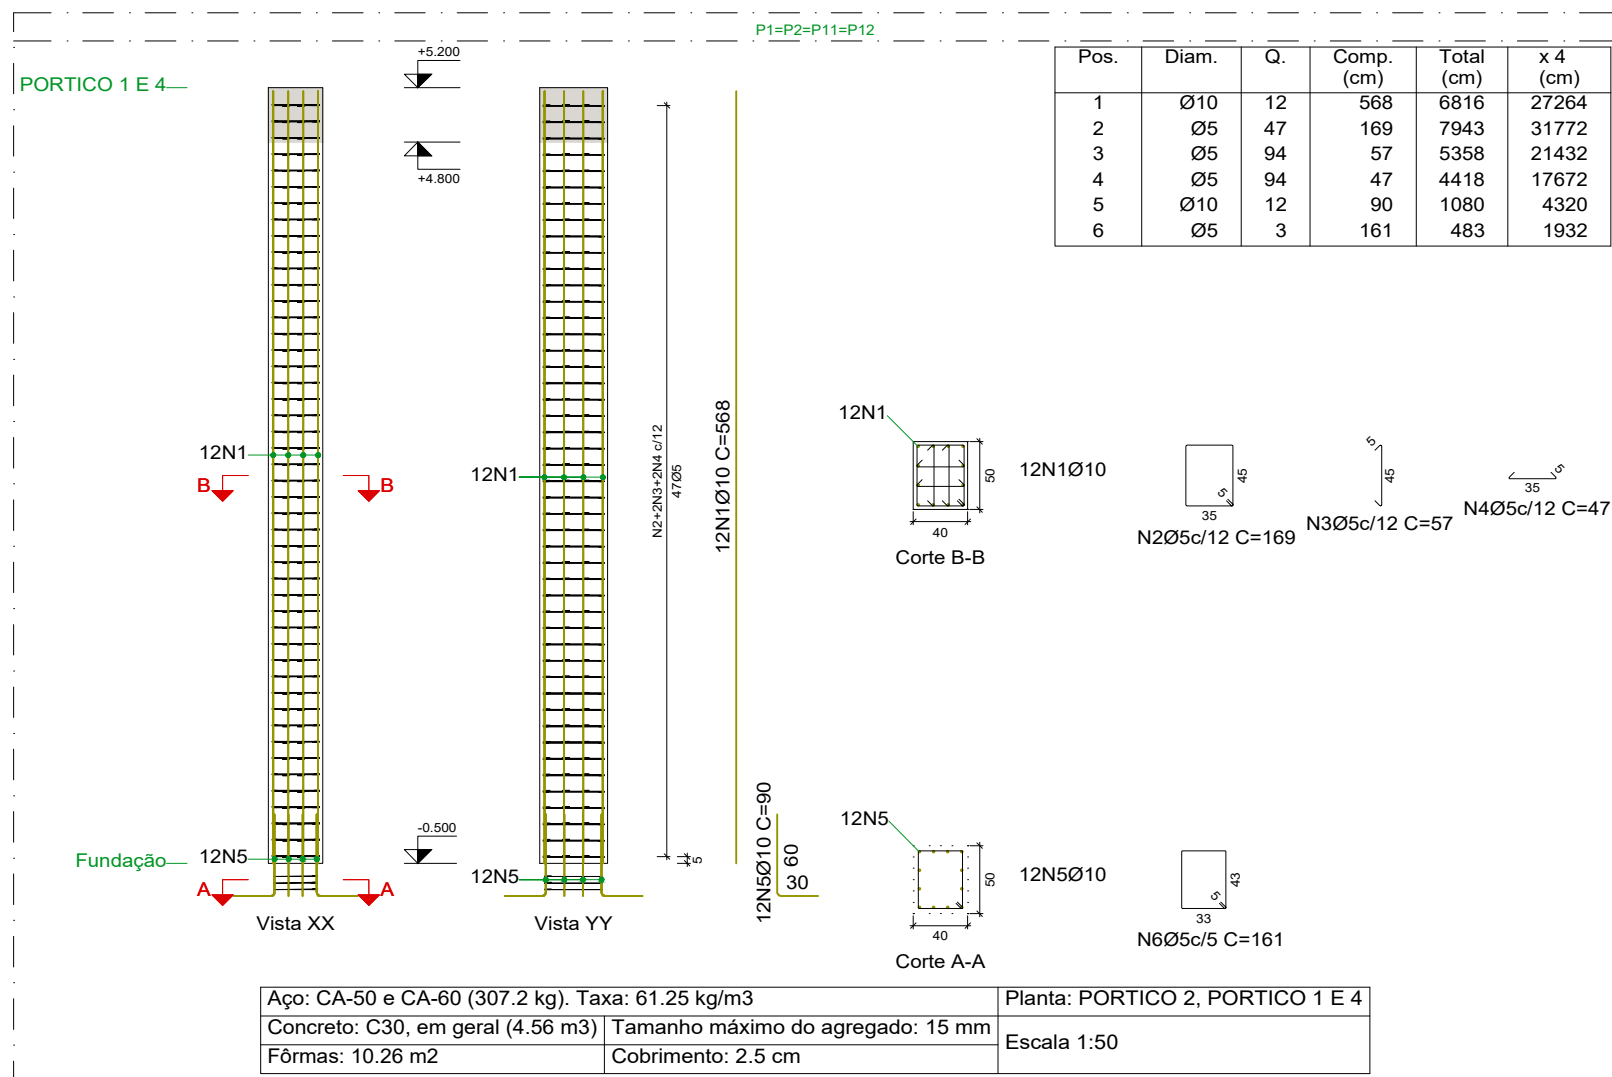 P1=P2=P11=P12
Pos. Diam. Q. Comp. (cm) Total (cm) x 4 (cm)
1 Ø10 12 568 6816 27264
2 Ø5 47 169 7943 31772
3 Ø5 94 57 5358 21432
4 Ø5 94 47 4418 17672
5 Ø10 12 90 1080 4320
6 Ø5 3 161 483 1932
PORTICO 1 E 4
+5.200
+4.800
12N1
B B
12N1
N2+2N3+2N4 c/12
47Ø5
12N1Ø10 C=568
-0.500
5
Fundação
12N5
A A
12N5
Vista XX
Vista YY
12N5Ø10 C=90
60
30
12N1
50
40
12N1Ø10
Corte B-B
45
5
35
N2Ø5c/12 C=169
5
45
N3Ø5c/12 C=57
5
35
N4Ø5c/12 C=47
12N5
50
40
12N5Ø10
Corte A-A
43
5
33
N6Ø5c/5 C=161
Aço: CA-50 e CA-60 (307.2 kg). Taxa: 61.25 kg/m3
Planta: PORTICO 2, PORTICO 1 E 4
Concreto: C30, em geral (4.56 m3)
Tamanho máximo do agregado: 15 mm
Escala 1:50
Fôrmas: 10.26 m2
Cobrimento: 2.5 cm